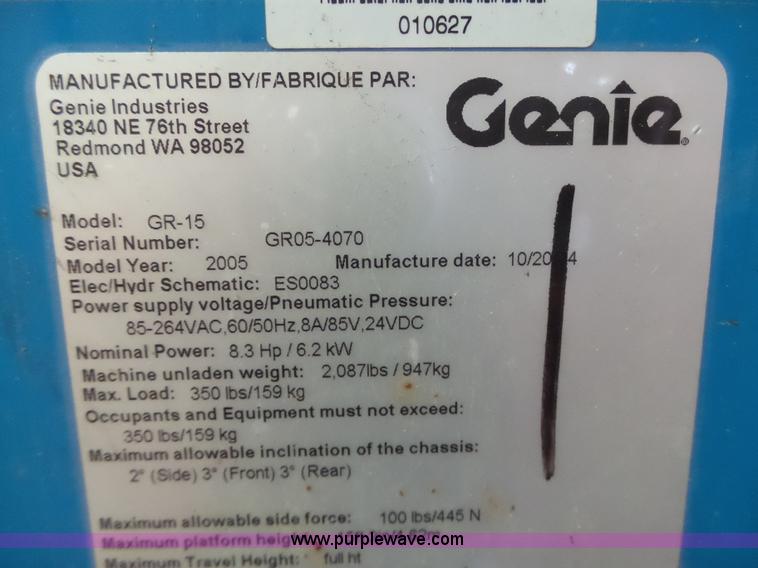 010627
MANUFACTURED BY/FABRIQUE PAR:
Genie
Genie Industries
18340 NE 76th Street
Redmond WA 98052
USA
Model: GR-15
Serial Number: GR05-4070
Model Year: 2005 Manufacture date: 10/20 4
Elec/Hydr Schematic: ES0083
Power supply voltage/Pneumatic Pressure:
85-264VAC,60/50Hz,8A/85V,24VDC
Nominal Power: 8.3 Hp / 6.2 kW
Machine unladen weight: 2,087lbs / 947kg
Max. Load: 350 lbs/159 kg
Occupants and Equipment must not exceed:
350 lbs/159 kg
Maximum allowable inclination of the chassis:
2° (Side) 3° (Front) 3° (Rear)
Maximum allowable side force: 100 lbs/445 N
Maximum platform
www.purplewave.com
Maximum Travel Height: full ht